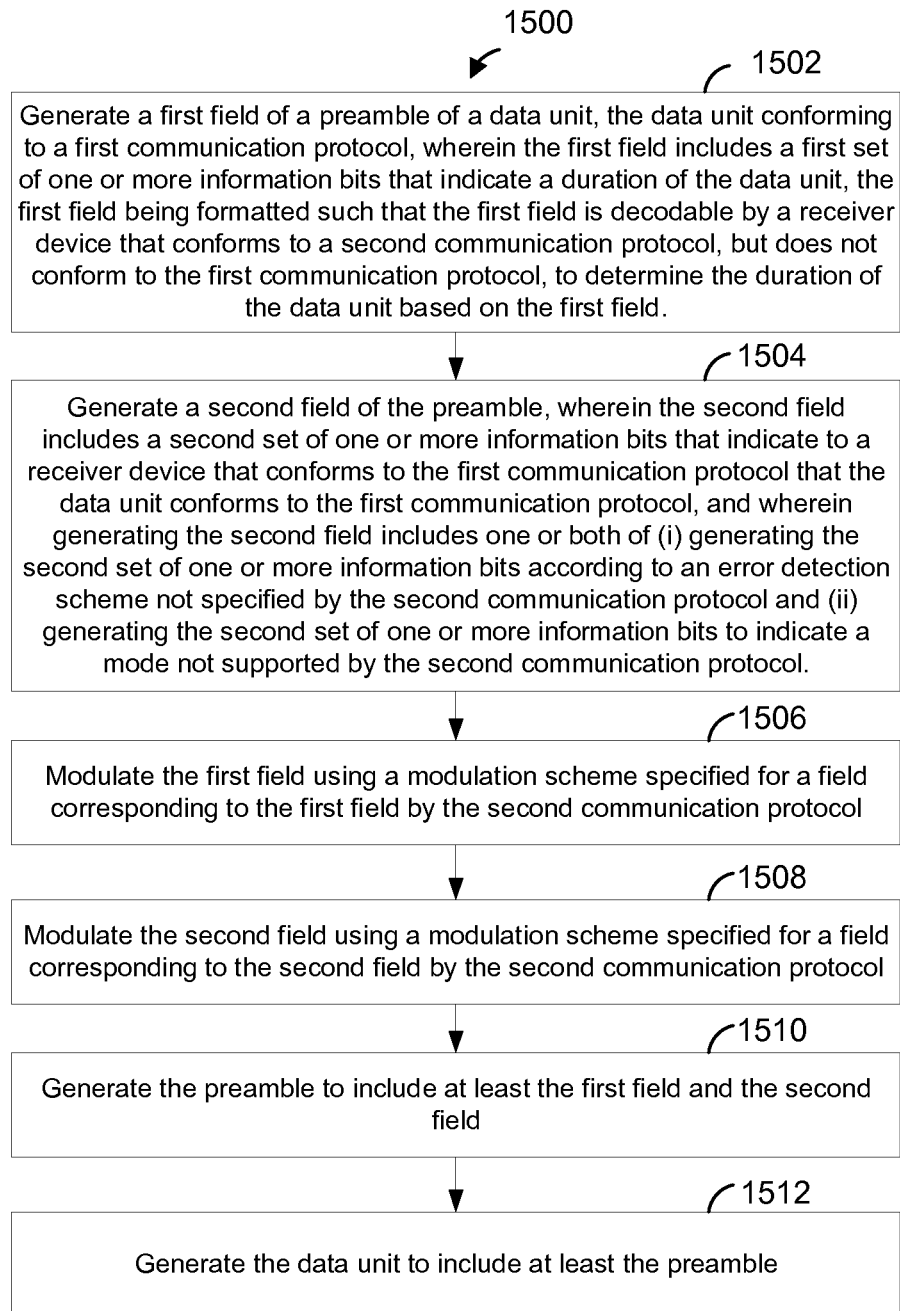 1500
1502
Generate a first field of a preamble of a data unit, the data unit conforming
to a first communication protocol, wherein the first field includes a first set
of one or more information bits that indicate a duration of the data unit, the
first field being formatted such that the first field is decodable by a receiver
device that conforms to a second communication protocol, but does not
conform to the first communication protocol, to determine the duration of
the data unit based on the first field.
1504
Generate a second field of the preamble, wherein the second field
includes a second set of one or more information bits that indicate to a
receiver device that conforms to the first communication protocol that the
data unit conforms to the first communication protocol, and wherein
generating the second field includes one or both of (i) generating the
second set of one or more information bits according to an error detection
scheme not specified by the second communication protocol and (ii)
generating the second set of one or more information bits to indicate a
mode not supported by the second communication protocol.
1506
Modulate the first field using a modulation scheme specified for a field
corresponding to the first field by the second communication protocol
1508
Modulate the second field using a modulation scheme specified for a field
corresponding to the second field by the second communication protocol
1510
Generate the preamble to include at least the first field and the second
field
1512
Generate the data unit to include at least the preamble